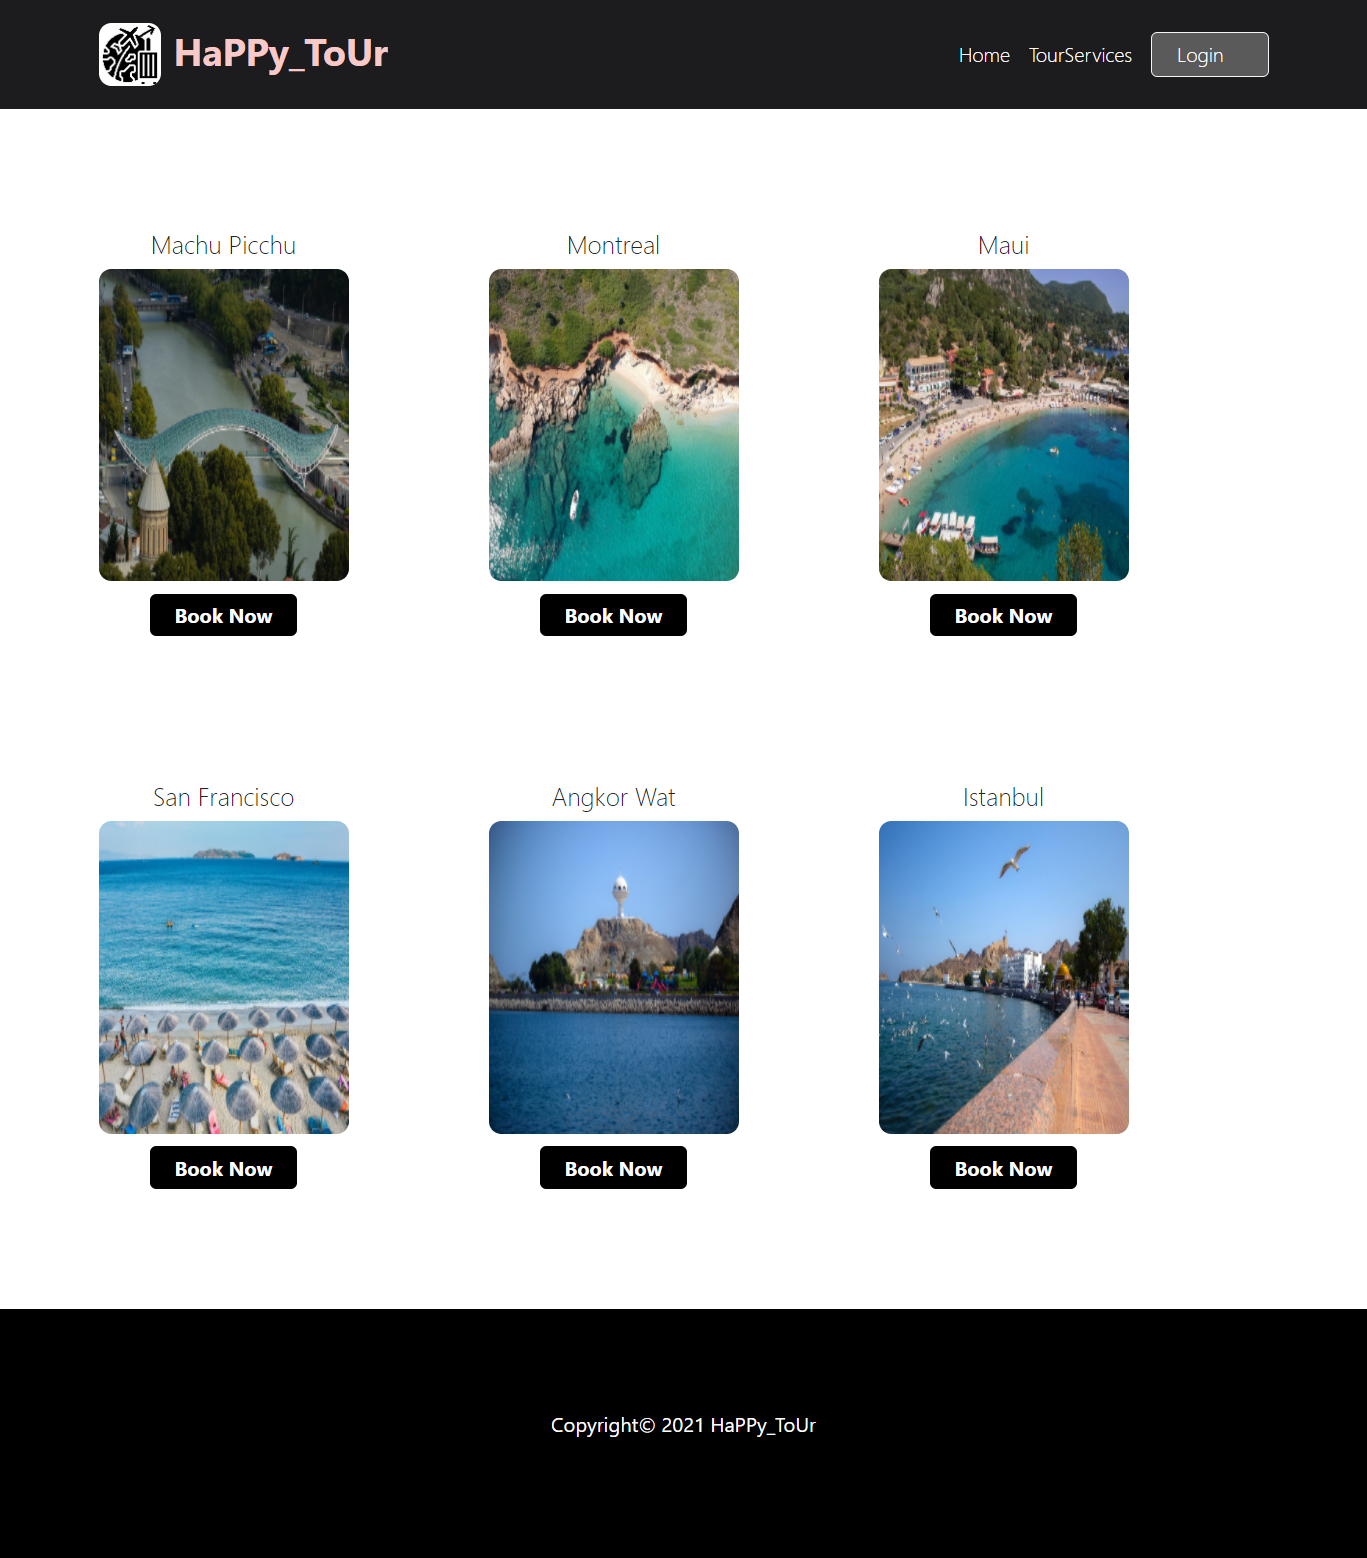 HaPPy_ToUr
Home TourServices Login
Machu Picchu Montreal Maui
Book Now Book Now Book Now
San Francisco Angkor Wat Istanbul
Book Now Book Now Book Now
Copyright© 2021 HaPPy_ToUr